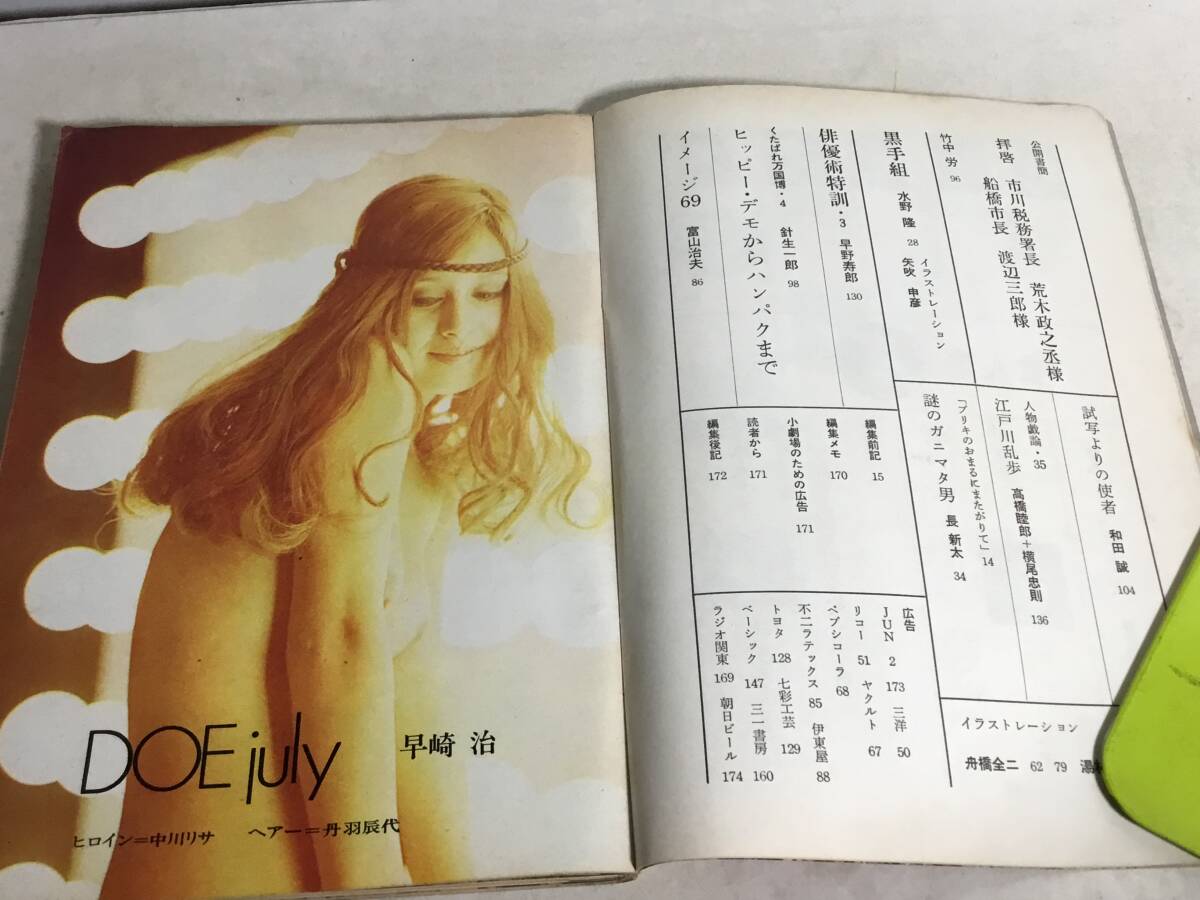 公開書簡
拝啓 市川税務署長 荒木政之丞様
船橋市長 渡辺三郎様
竹中 労 96
黒手組 水野 隆 28 イラストレーション 矢吹 申彦
俳優術特訓・3 早野寿郎 130
くたばれ万国博・4 針生一郎 98
ヒッピー・デモからハンパクまで
イメージ69 富山治夫 86
試写よりの使者 和田 誠 104
人物戯論・35
江戸川乱歩 高橋睦郎+横尾忠則 136
「ブリキのおまるにまたがりて」14
謎のガニマタ男 長 新太 34
編集前記 15
編集メモ 170
小劇場のための広告 171
読者から 171
編集後記 172
広告
JUN 2 173 三洋 50
リコー 51 ヤクルト 67
ペプシコーラ 68 伊東屋 88
不二ラテックス 85
トヨタ 128 七彩工芸 129
ベーシック 147 三一書房 160
ラジオ関東 169 朝日ビール 174
イラストレーション
舟橋全二 62 79
DOE july 早崎 治
ヒロイン=中川リサ ヘアー=丹羽辰代